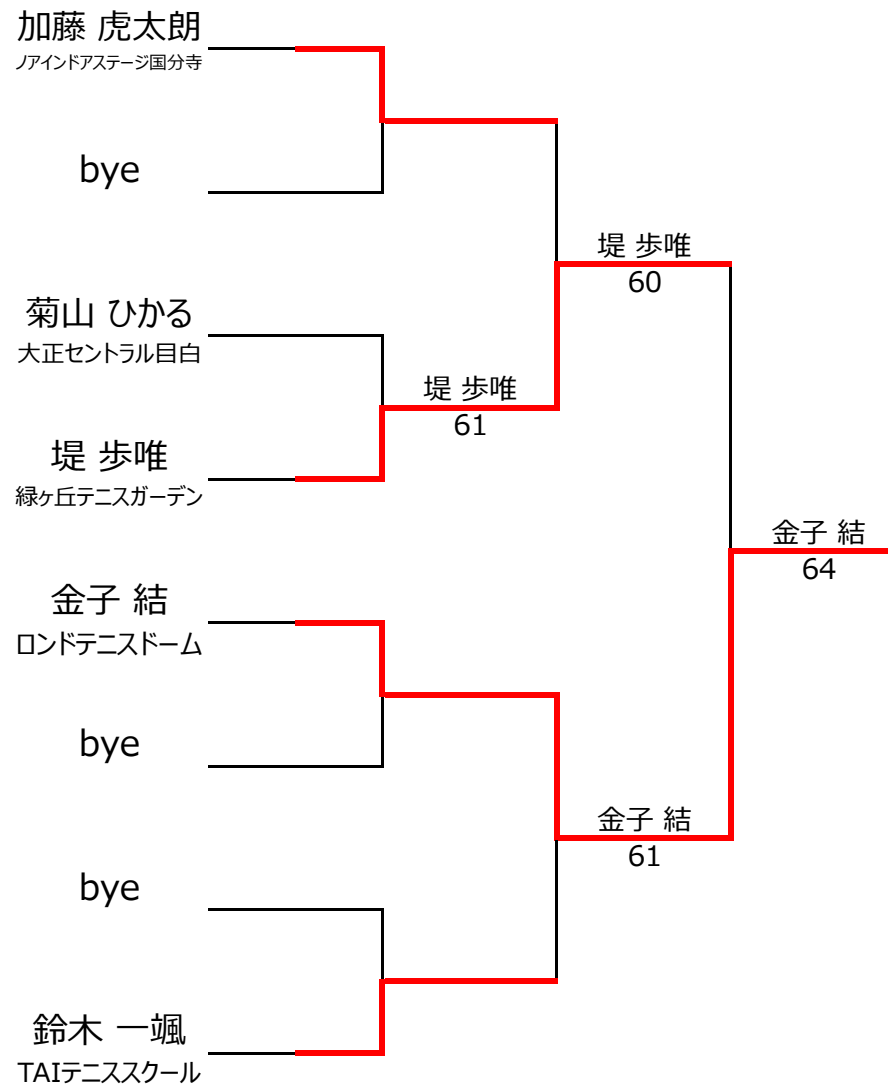 加藤 虎太朗
ノアインドアステージ国分寺
bye
菊山 ひかる
大正セントラル目白
堤 歩唯
緑ヶ丘テニスガーデン
金子 結
ロンドテニスドーム
bye
bye
鈴木 一颯
TAIテニススクール
堤 歩唯
61
堤 歩唯
60
金子 結
61
金子 結
64